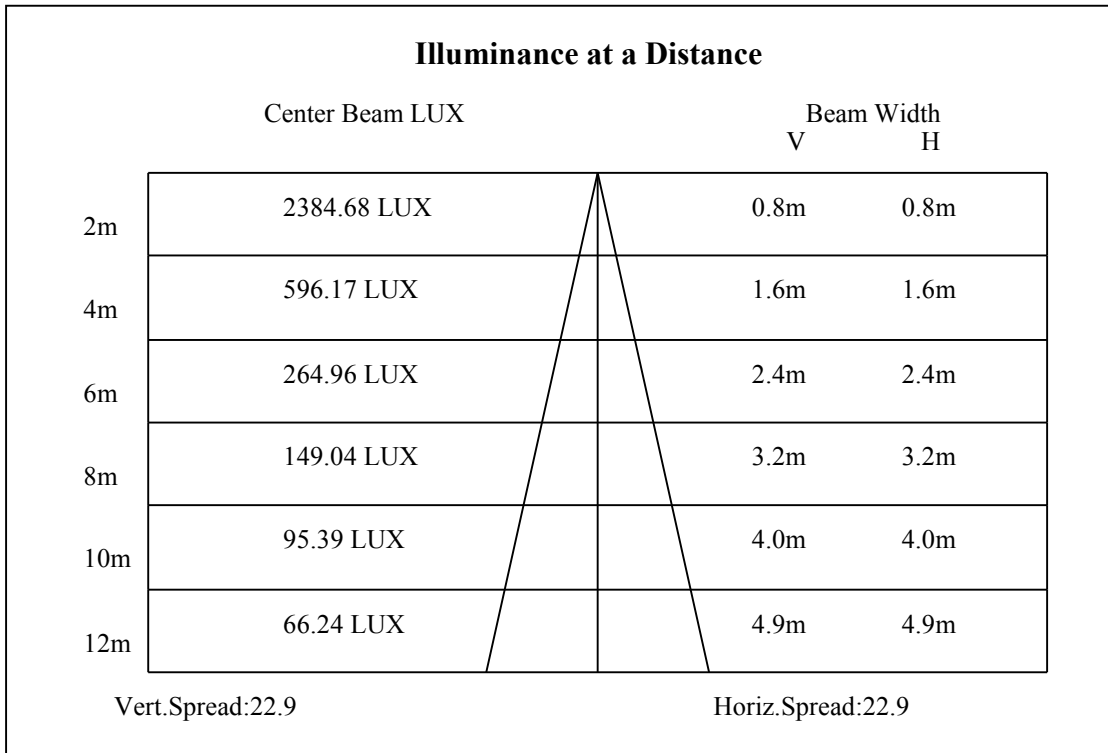 Illuminance at a Distance
Center Beam LUX Beam Width
V H
2m 2384.68 LUX 0.8m 0.8m
4m 596.17 LUX 1.6m 1.6m
6m 264.96 LUX 2.4m 2.4m
8m 149.04 LUX 3.2m 3.2m
10m 95.39 LUX 4.0m 4.0m
12m 66.24 LUX 4.9m 4.9m
Vert.Spread:22.9 Horiz.Spread:22.9